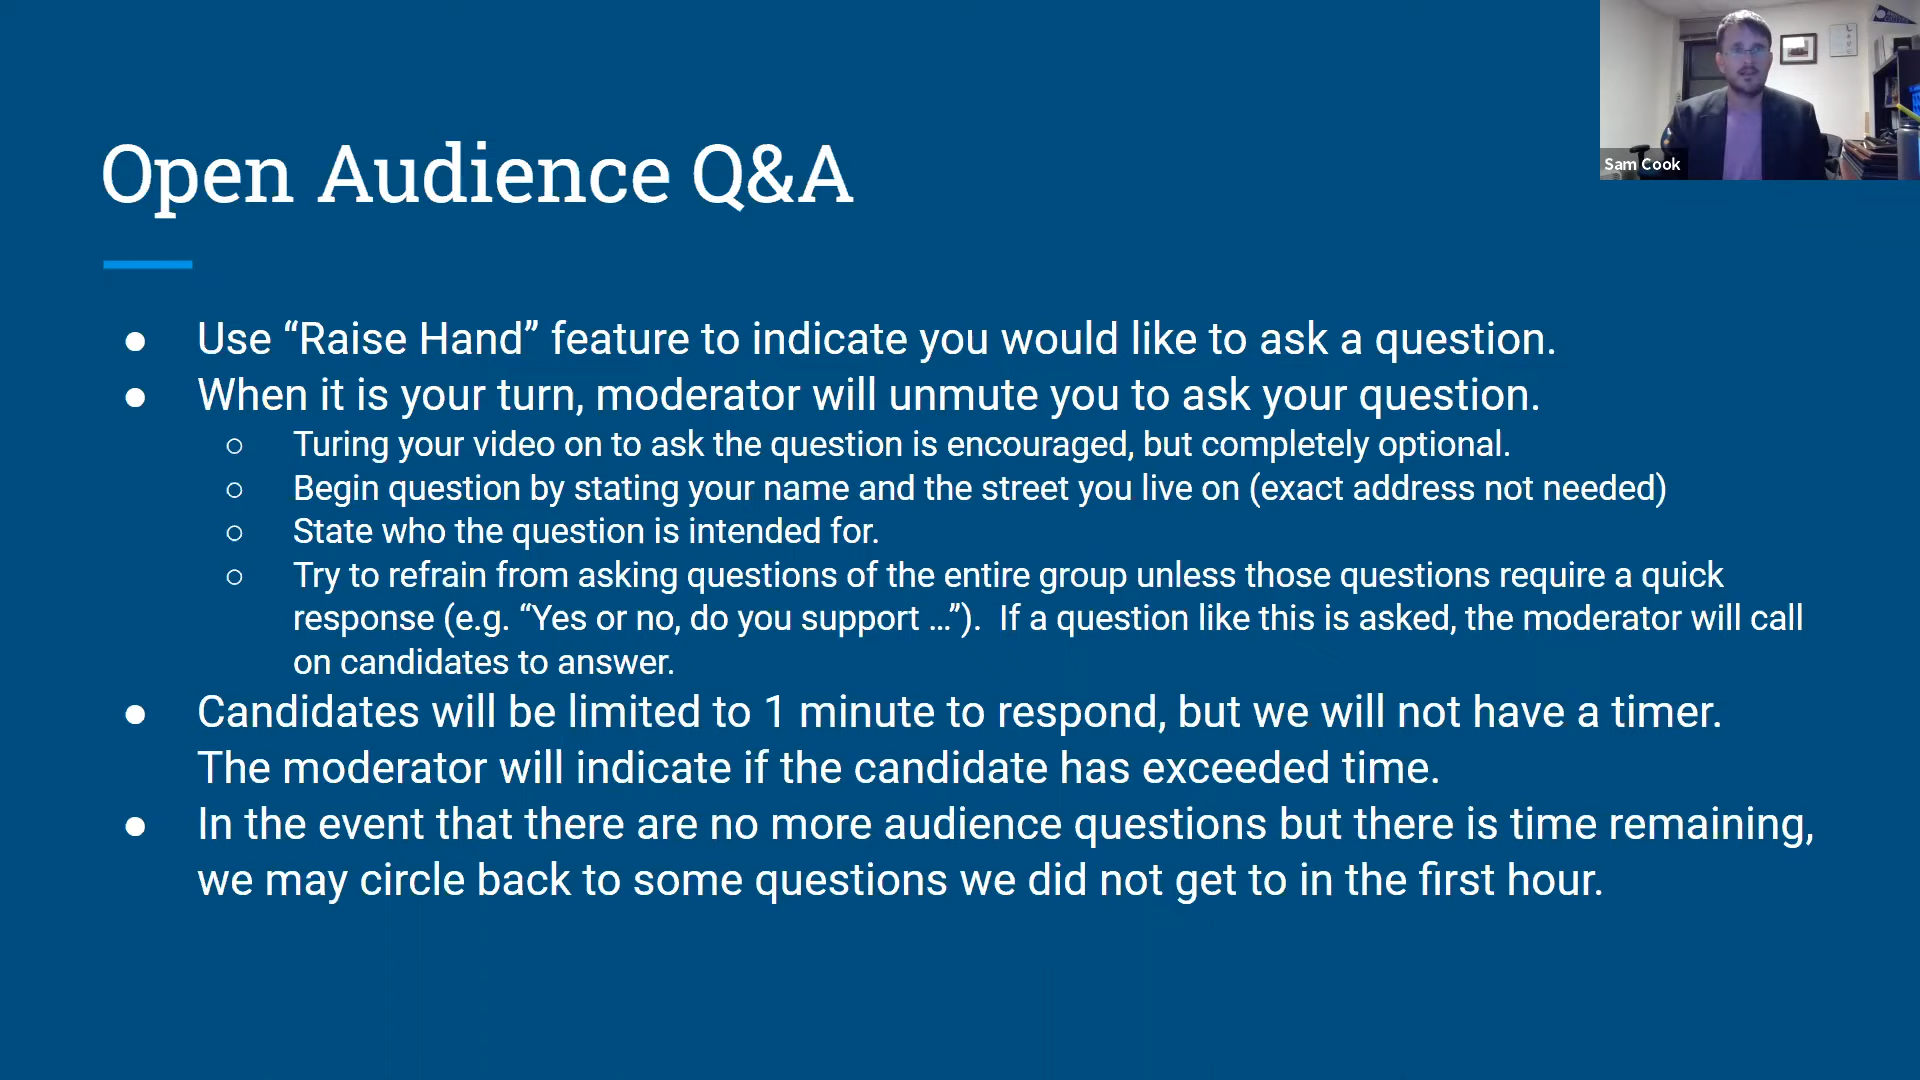 Sam Cook
Open Audience Q&A
● Use “Raise Hand” feature to indicate you would like to ask a question.
● When it is your turn, moderator will unmute you to ask your question.
○ Turing your video on to ask the question is encouraged, but completely optional.
○ Begin question by stating your name and the street you live on (exact address not needed)
○ State who the question is intended for.
○ Try to refrain from asking questions of the entire group unless those questions require a quick
response (e.g. “Yes or no, do you support …”).  If a question like this is asked, the moderator will call
on candidates to answer.
● Candidates will be limited to 1 minute to respond, but we will not have a timer.
The moderator will indicate if the candidate has exceeded time.
● In the event that there are no more audience questions but there is time remaining,
we may circle back to some questions we did not get to in the first hour.